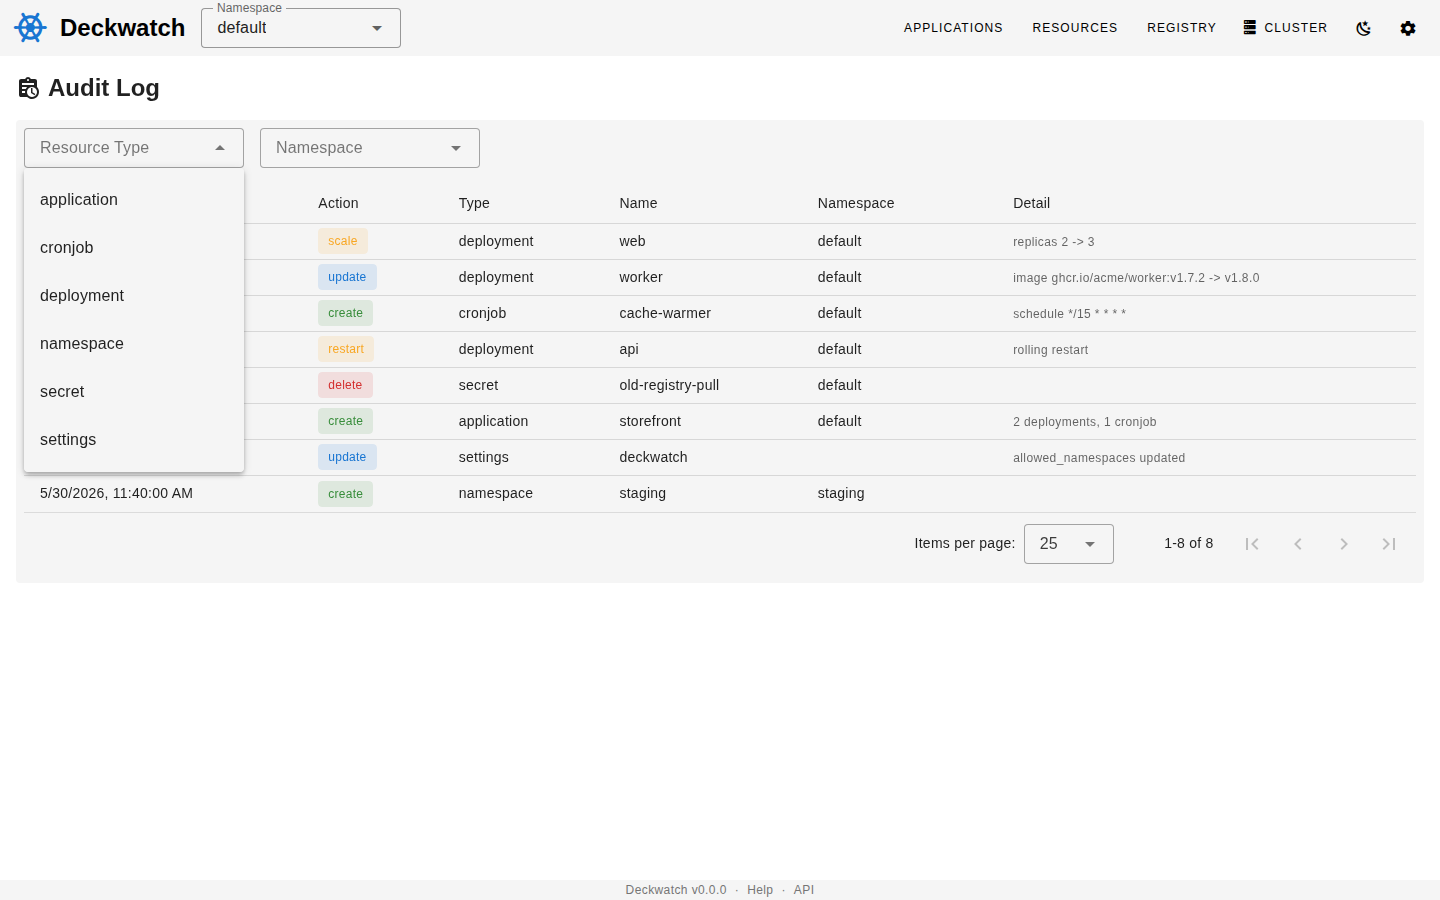 Deckwatch
Namespace
default
APPLICATIONS
RESOURCES
REGISTRY
CLUSTER
Audit Log
Resource Type
Namespace
application
cronjob
deployment
namespace
secret
settings
Action Type Name Namespace Detail
scale deployment web default replicas 2 -> 3
update deployment worker default image ghcr.io/acme/worker:v1.7.2 -> v1.8.0
create cronjob cache-warmer default schedule */15 * * * *
restart deployment api default rolling restart
delete secret old-registry-pull default
create application storefront default 2 deployments, 1 cronjob
update settings deckwatch allowed_namespaces updated
5/30/2026, 11:40:00 AM create namespace staging staging
Items per page: 25 1-8 of 8
Deckwatch v0.0.0 · Help · API